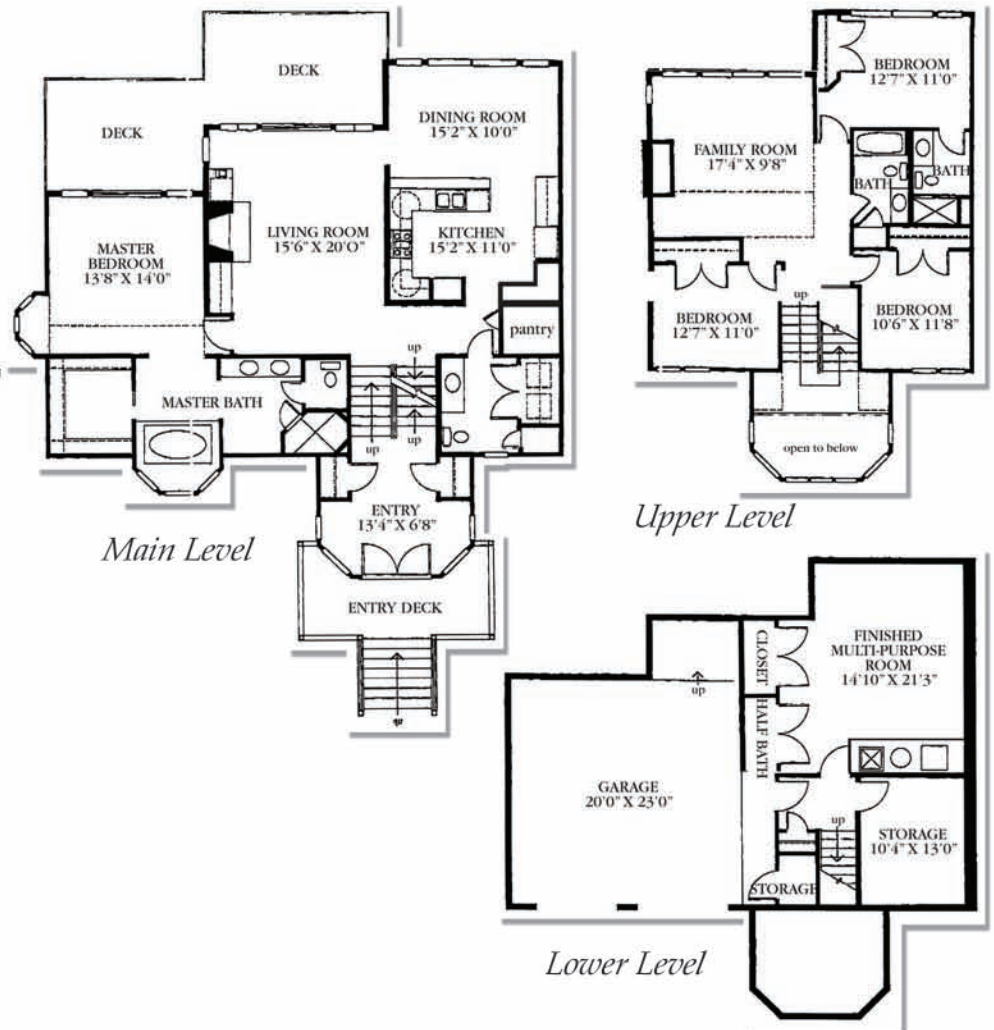 DECK
DECK
DINING ROOM
15'2" X 10'0"
LIVING ROOM
15'6" X 20'O"
KITCHEN
15'2" X 11'0"
MASTER
BEDROOM
13'8" X 14'0"
pantry
up
MASTER BATH
up
up
ENTRY
13'4" X 6'8"
ENTRY DECK
up
Main Level
BEDROOM
12'7" X 11'0"
FAMILY ROOM
17'4" X 9'8"
BATH
BATH
up
BEDROOM
12'7" X 11'0"
BEDROOM
10'6" X 11'8"
open to below
Upper Level
CLOSET
FINISHED
MULTI-PURPOSE
ROOM
14'10" X 21'3"
up
HALF BATH
GARAGE
20'0" X 23'0"
up
STORAGE
10'4" X 13'0"
STORAGE
Lower Level